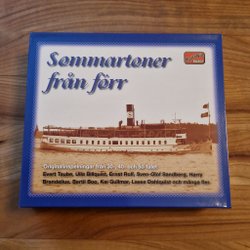 Sommartoner
från förr
Originalinspelningar från 30-, 40- och 50-talet
Evert Taube, Ulla Billquist, Ernst Rolf, Sven-Olof Sandberg, Harry
Brandelius, Bertil Boo, Kai Gullmar, Lasse Dahlquist och många fler.